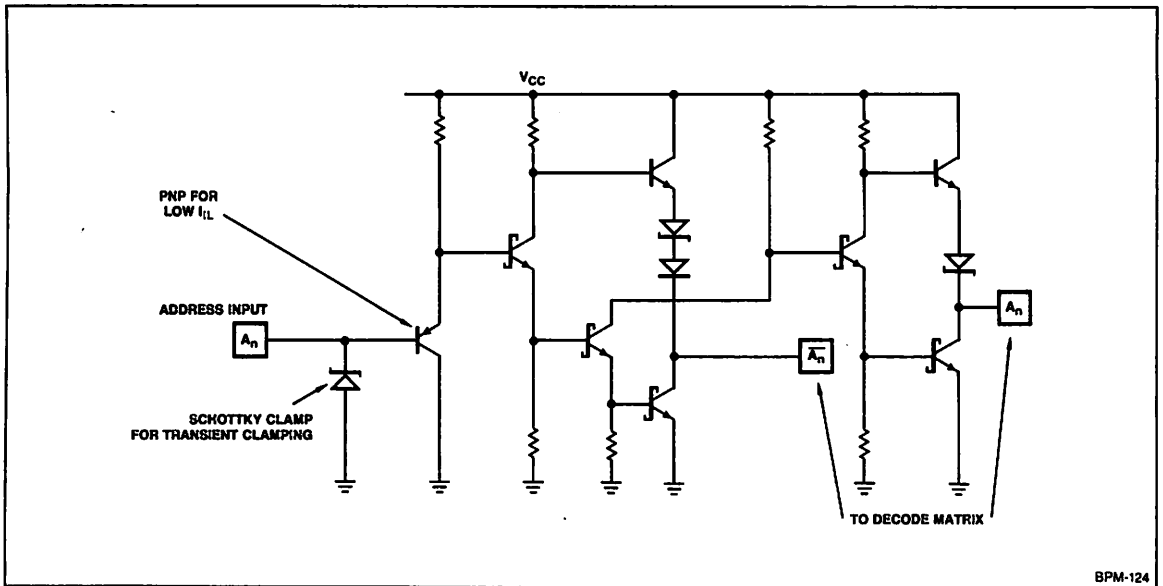 VCC
PNP FOR
LOW IIL
ADDRESS INPUT
An
SCHOTTKY CLAMP
FOR TRANSIENT CLAMPING
An
An
TO DECODE MATRIX
BPM-124